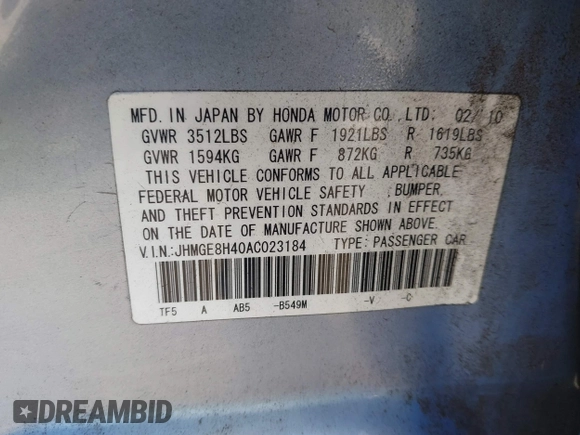 MFD. IN JAPAN BY HONDA MOTOR CO.,LTD: 02/10
GVWR 3512LBS GAWR F 1921LBS R 1619LBS
GVWR 1594KG GAWR F 872KG R 735KG
THIS VEHICLE CONFORMS TO ALL APPLICABLE
FEDERAL MOTOR VEHICLE SAFETY ,BUMPER,
AND THEFT PREVENTION STANDARDS IN EFFECT
ON THE DATE OF MANUFACTURE SHOWN ABOVE.
V.I.N:JHMGE8H40AC023184 TYPE: PASSENGER CAR
TF5 A AB5 -B549M -V -C
DREAMBID